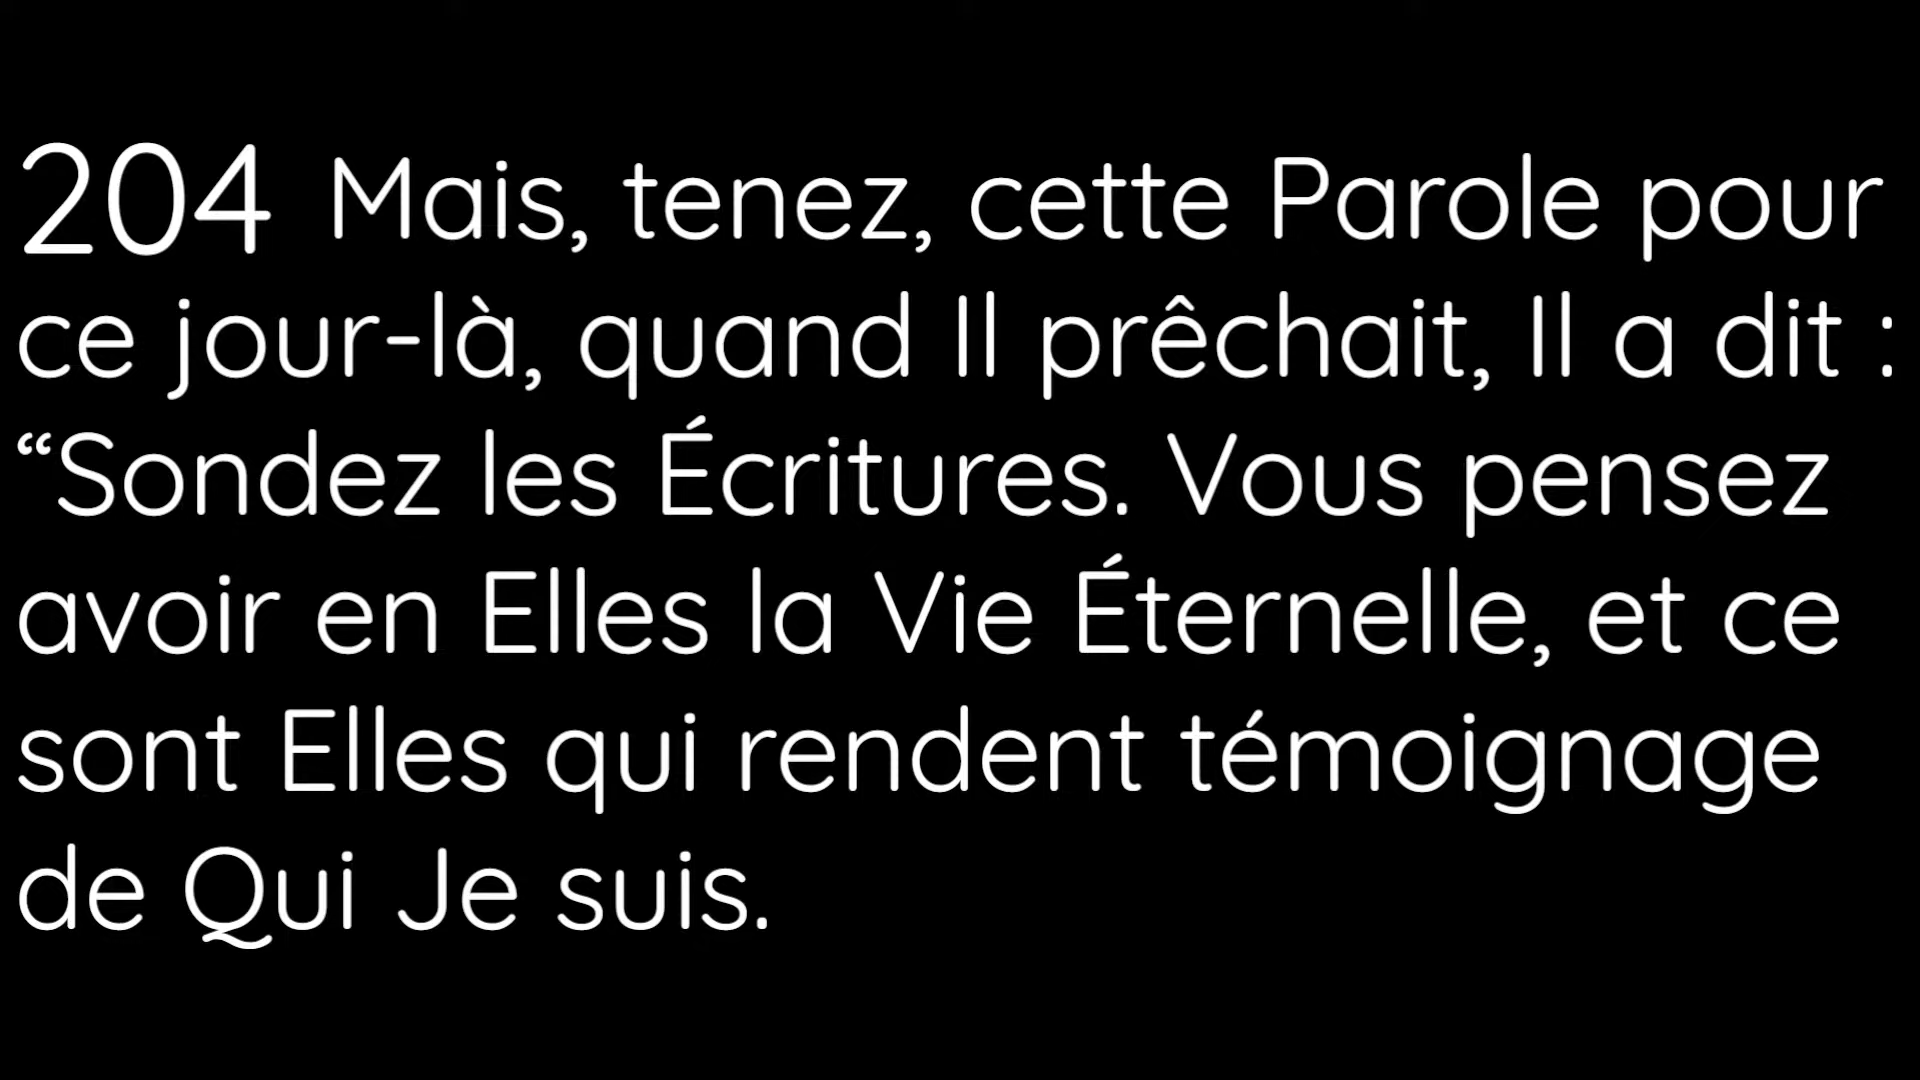 204 Mais, tenez, cette Parole pour
ce jour-là, quand Il prêchait, Il a dit :
“Sondez les Écritures. Vous pensez
avoir en Elles la Vie Éternelle, et ce
sont Elles qui rendent témoignage
de Qui Je suis.